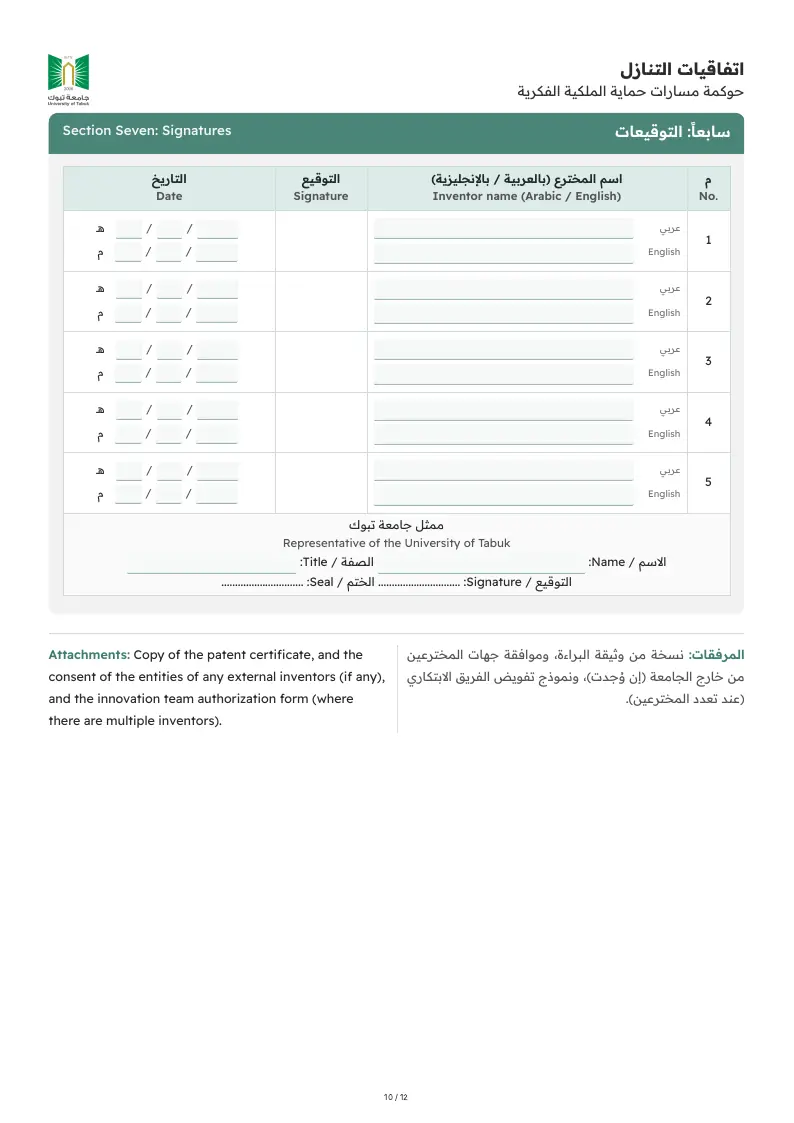 اتفاقيات التنازل
حوكمة مسارات حماية الملكية الفكرية
جامعة تبوك
University of Tabuk
سابعاً: التوقيعات
Section Seven: Signatures
م اسم المخترع (بالعربية / بالإنجليزية) التوقيع التاريخ
No. Inventor name (Arabic / English) Signature Date
1 عربي / / هـ
English / / م
2 عربي / / هـ
English / / م
3 عربي / / هـ
English / / م
4 عربي / / هـ
English / / م
5 عربي / / هـ
English / / م
ممثل جامعة تبوك
Representative of the University of Tabuk
الاسم / Name: الصفة / Title:
التوقيع / Signature: ............................. الختم / Seal: .............................
المرفقات: نسخة من وثيقة البراءة، وموافقة جهات المخترعين
من خارج الجامعة (إن وُجدت)، ونموذج تفويض الفريق الابتكاري
(عند تعدد المخترعين).
Attachments: Copy of the patent certificate, and the
consent of the entities of any external inventors (if any),
and the innovation team authorization form (where
there are multiple inventors).
10 / 12